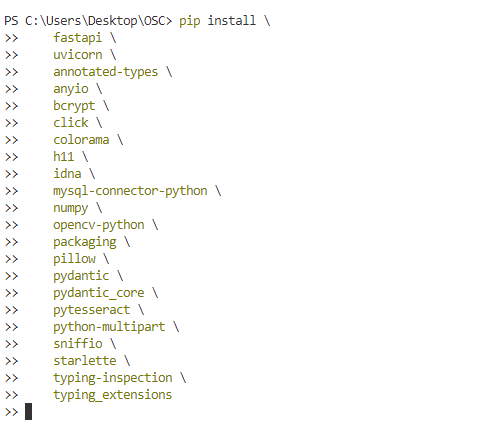 PS C:\Users\Desktop\OSC> pip install \
>>     fastapi \
>>     uvicorn \
>>     annotated-types \
>>     anyio \
>>     bcrypt \
>>     click \
>>     colorama \
>>     h11 \
>>     idna \
>>     mysql-connector-python \
>>     numpy \
>>     opencv-python \
>>     packaging \
>>     pillow \
>>     pydantic \
>>     pydantic_core \
>>     pytesseract \
>>     python-multipart \
>>     sniffio \
>>     starlette \
>>     typing-inspection \
>>     typing_extensions
>>